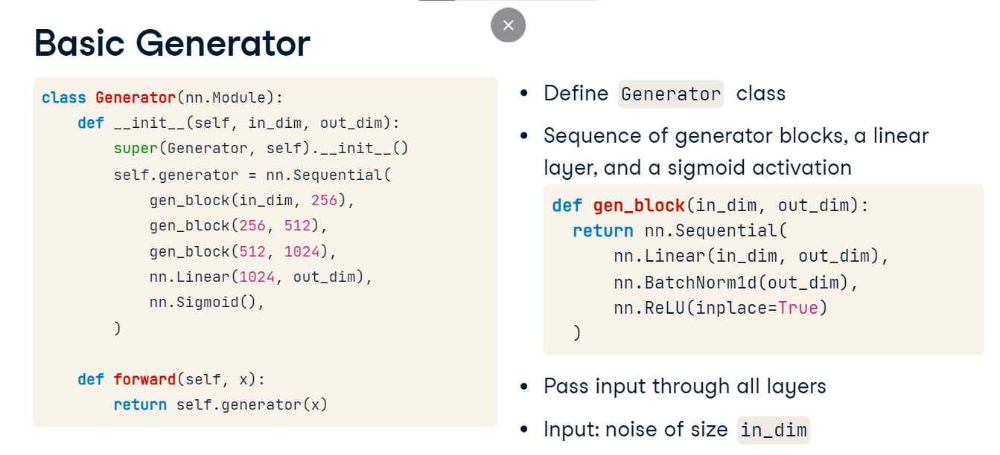 Basic Generator
class Generator(nn.Module):
    def __init__(self, in_dim, out_dim):
        super(Generator, self).__init__()
        self.generator = nn.Sequential(
            gen_block(in_dim, 256),
            gen_block(256, 512),
            gen_block(512, 1024),
            nn.Linear(1024, out_dim),
            nn.Sigmoid(),
        )
    def forward(self, x):
        return self.generator(x)
• Define Generator class
• Sequence of generator blocks, a linear
layer, and a sigmoid activation
def gen_block(in_dim, out_dim):
  return nn.Sequential(
      nn.Linear(in_dim, out_dim),
      nn.BatchNorm1d(out_dim),
      nn.ReLU(inplace=True)
  )
• Pass input through all layers
• Input: noise of size in_dim